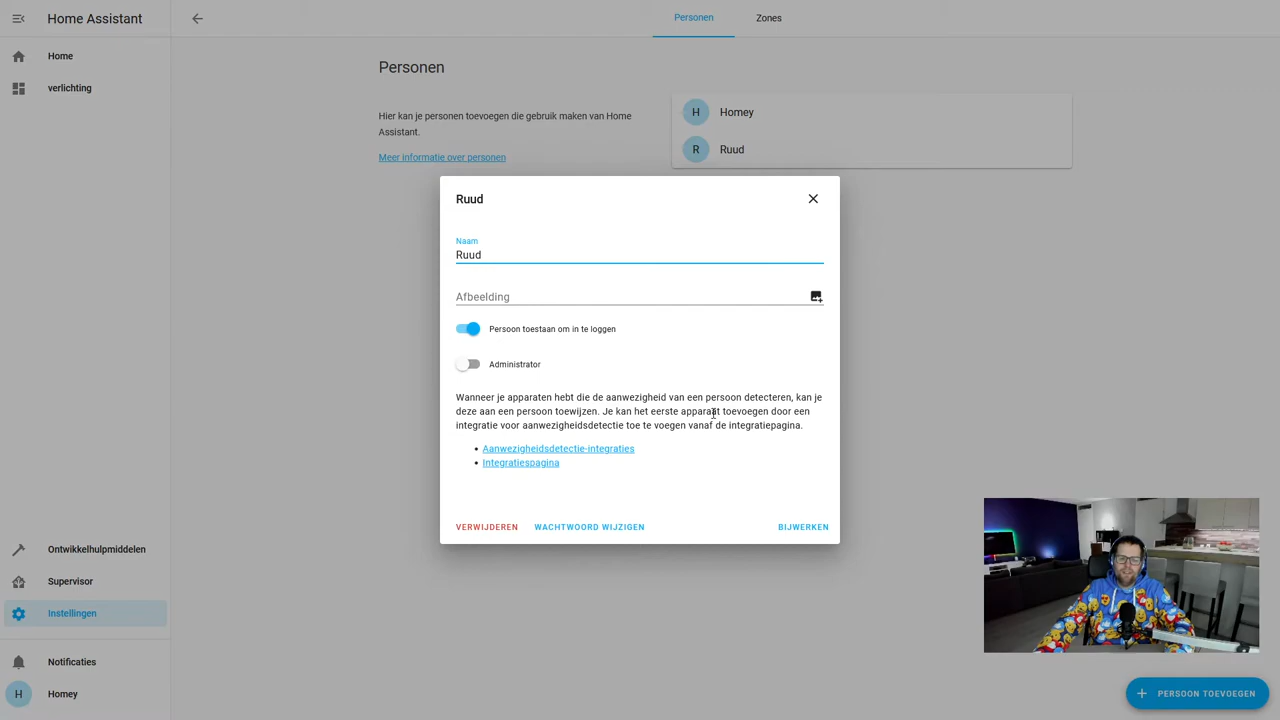 Home Assistant
Personen
Zones
Home
verlichting
Personen
Hier kan je personen toevoegen die gebruik maken van Home
Assistant.
Meer informatie over personen
H
Homey
R
Ruud
Ruud
Naam
Ruud
Afbeelding
Persoon toestaan om in te loggen
Administrator
Wanneer je apparaten hebt die de aanwezigheid van een persoon detecteren, kan je
deze aan een persoon toewijzen. Je kan het eerste apparaat toevoegen door een
integratie voor aanwezigheidsdetectie toe te voegen vanaf de integratiepagina.
• Aanwezigheidsdetectie-integraties
• Integratiespagina
VERWIJDEREN
WACHTWOORD WIJZIGEN
BIJWERKEN
Ontwikkelhulpmiddelen
Supervisor
Instellingen
Notificaties
H
Homey
PERSOON TOEVOEGEN